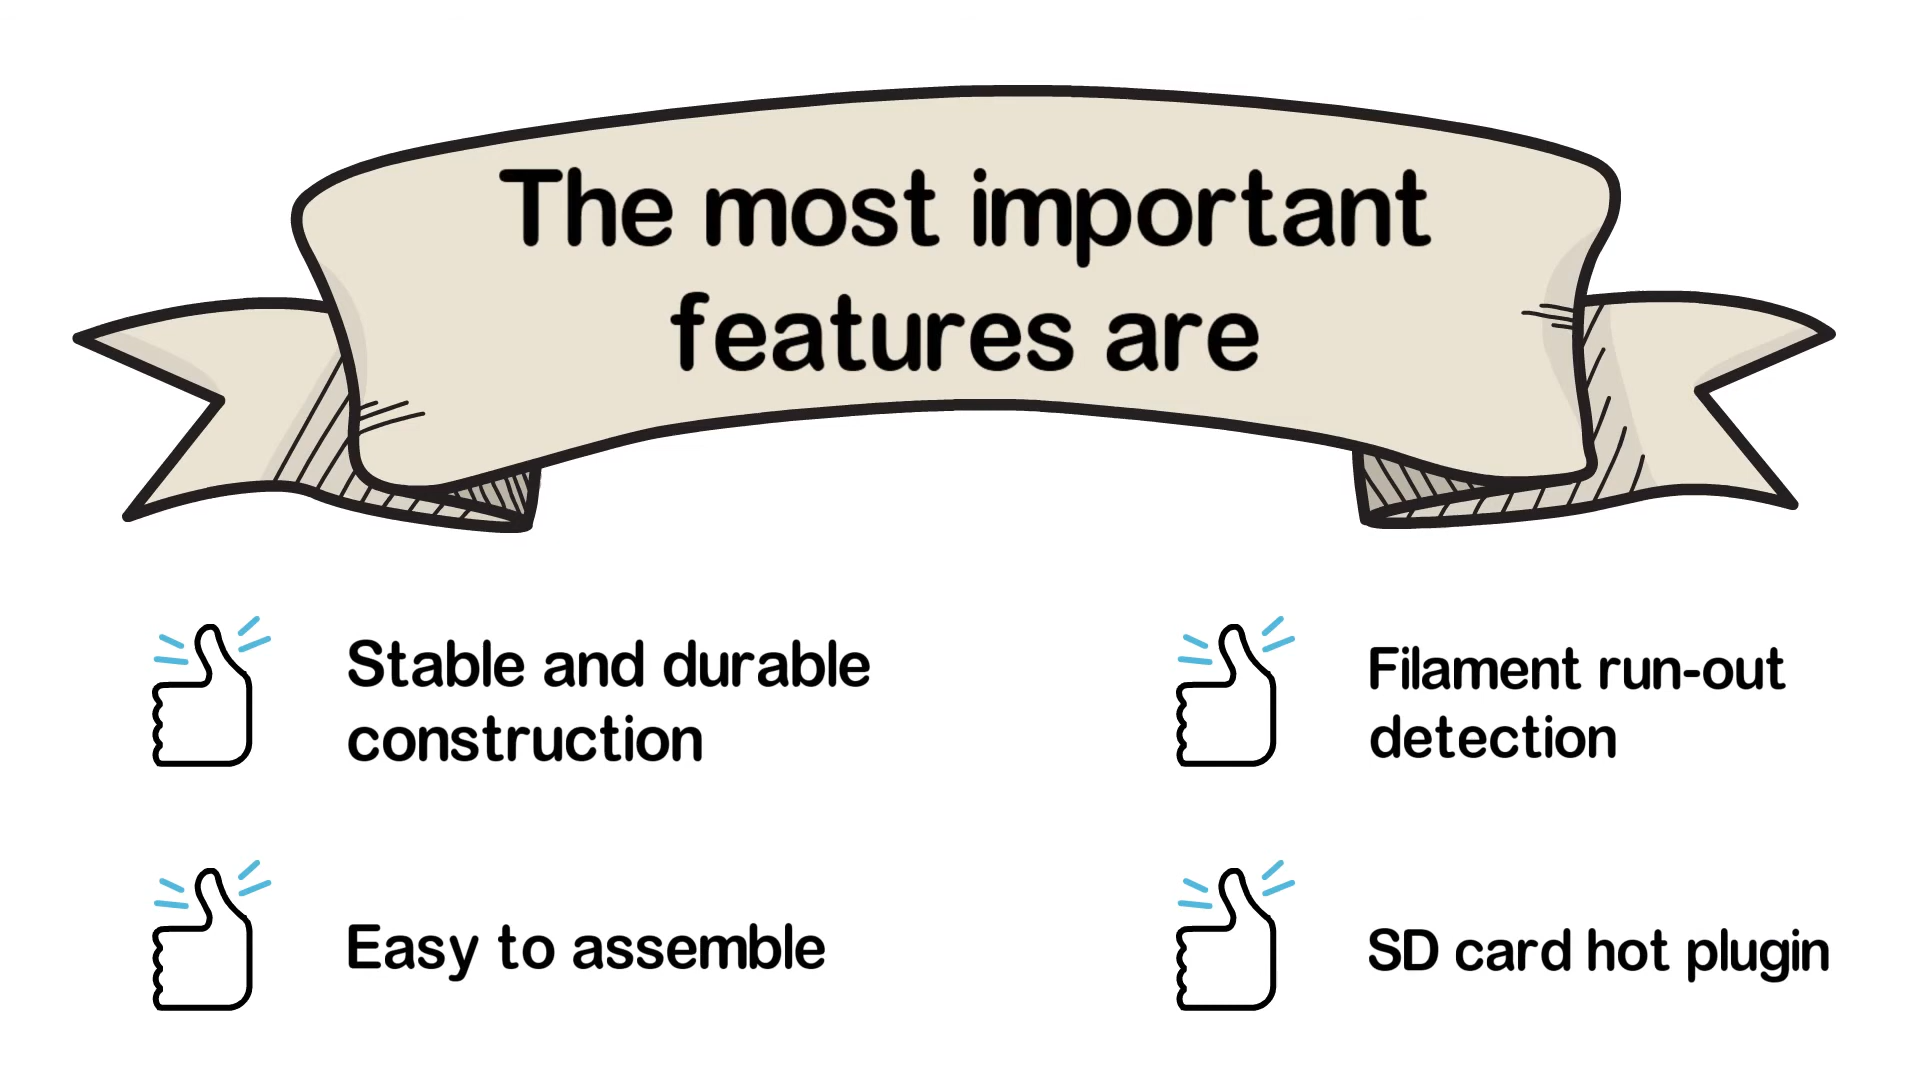 The most important
features are
Stable and durable
construction
Filament run-out
detection
Easy to assemble
SD card hot plugin